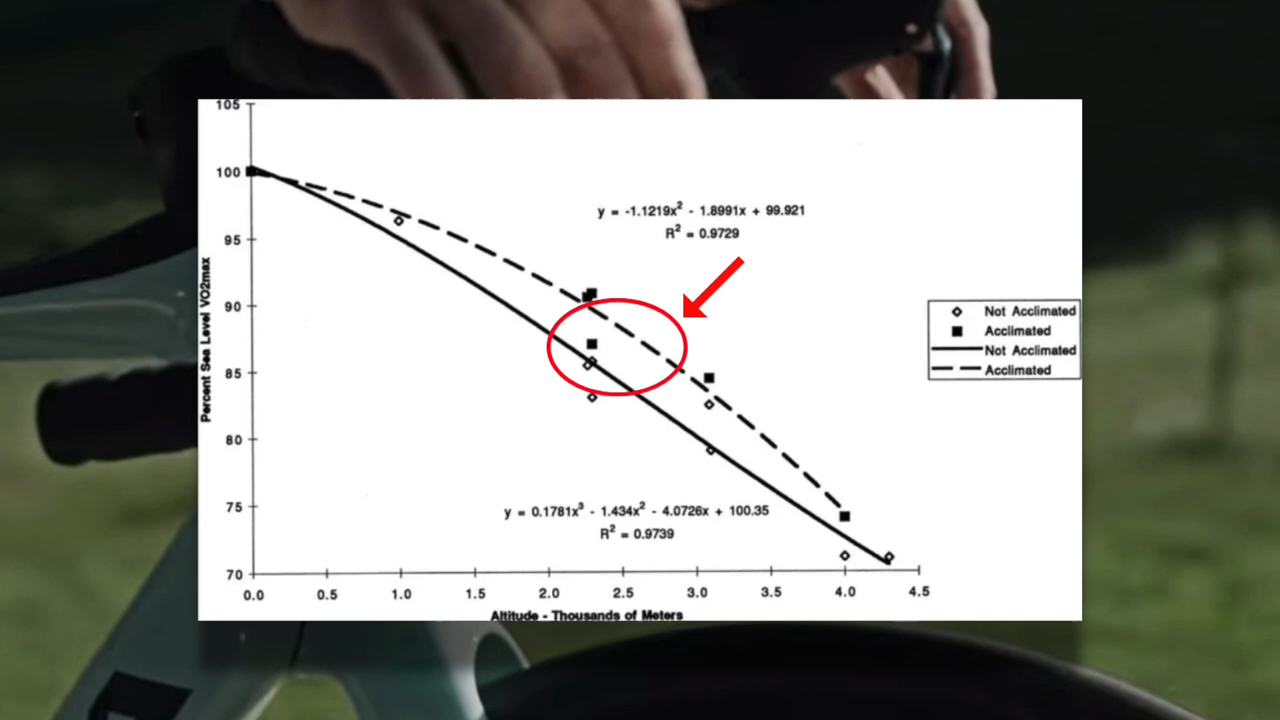 105
100
95
90
85
80
75
70
Percent Sea Level VO2max
y = -1.1219x² - 1.8991x + 99.921
R² = 0.9729
Not Acclimated
Acclimated
Not Acclimated
Acclimated
y = 0.1781x³ - 1.434x² - 4.0726x + 100.35
R² = 0.9739
0.0 0.5 1.0 1.5 2.0 2.5 3.0 3.5 4.0 4.5
Altitude - Thousands of Meters